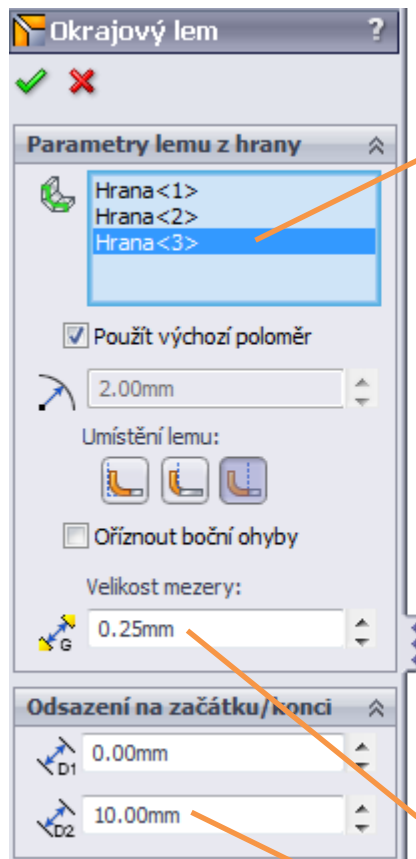 Okrajový lem ?
Parametry lemu z hrany
Hrana<1>
Hrana<2>
Hrana<3>
Použít výchozí poloměr
2.00mm
Umístění lemu:
Oříznout boční ohyby
Velikost mezery:
G 0.25mm
Odsazení na začátku/konci
D1 0.00mm
D2 10.00mm